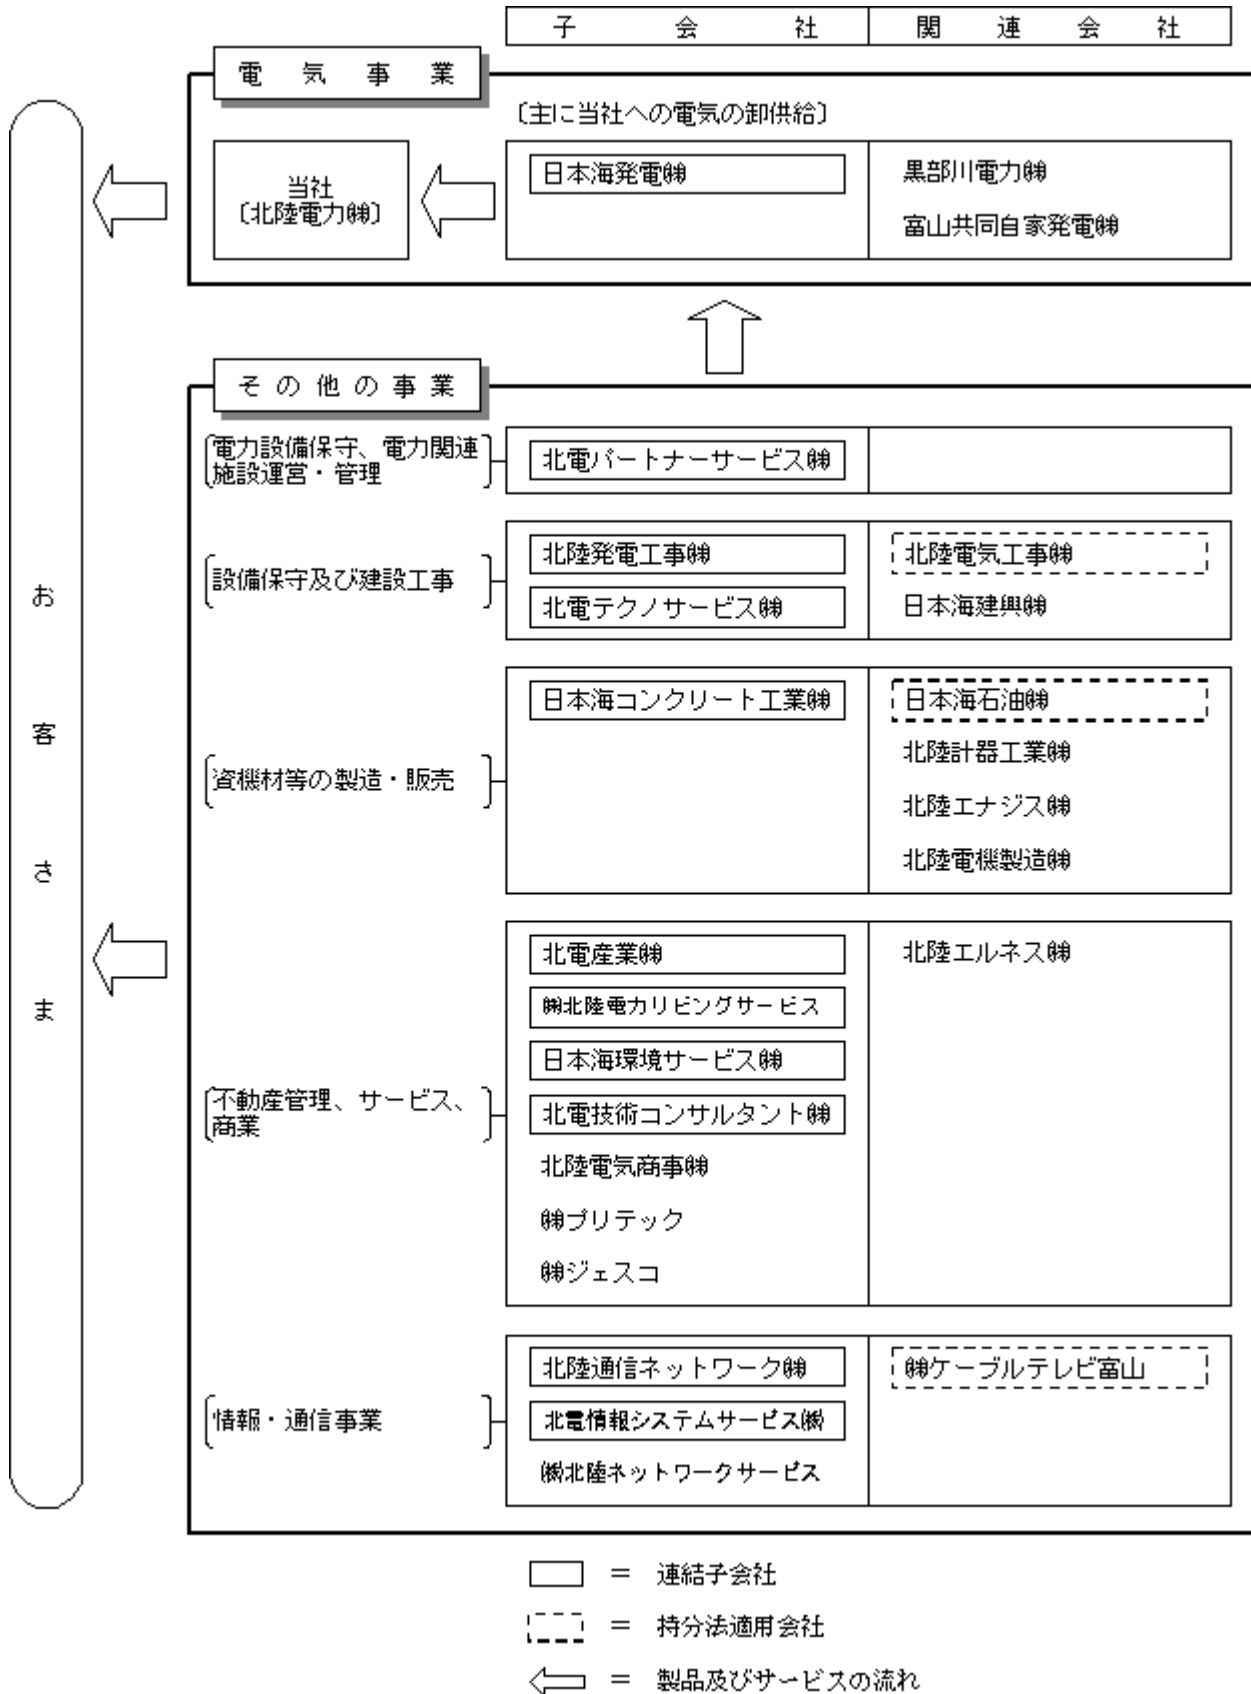 子会社 関連会社
電気事業
〔主に当社への電気の卸供給〕
当社
〔北陸電力㈱〕
日本海発電㈱
黒部川電力㈱
富山共同自家発電㈱
その他の事業
電力設備保守、電力関連
施設運営・管理
北電パートナーサービス㈱
設備保守及び建設工事
北陸発電工事㈱
北電テクノサービス㈱
北陸電気工事㈱
日本海建興㈱
資機材等の製造・販売
日本海コンクリート工業㈱
日本海石油㈱
北陸計器工業㈱
北陸エナジス㈱
北陸電機製造㈱
不動産管理、サービス、
商業
北電産業㈱
㈱北陸電力リビングサービス
日本海環境サービス㈱
北電技術コンサルタント㈱
北陸電気商事㈱
㈱プリテック
㈱ジェスコ
北陸エルネス㈱
情報・通信事業
北陸通信ネットワーク㈱
北電情報システムサービス㈱
㈱北陸ネットワークサービス
㈱ケーブルテレビ富山
お客さま
＝ 連結子会社
＝ 持分法適用会社
＝ 製品及びサービスの流れ